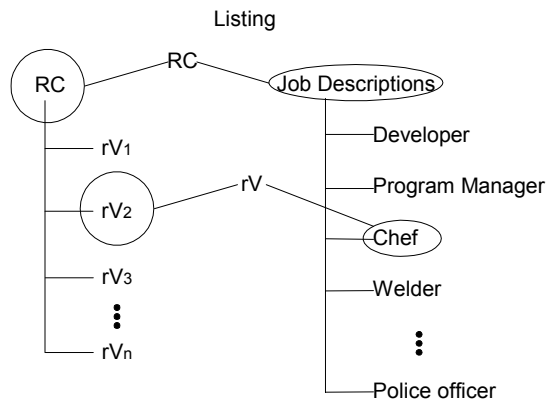 Listing
RC
RC
Job Descriptions
rV1
rV2
rV3
rVn
rV
Developer
Program Manager
Chef
Welder
Police officer